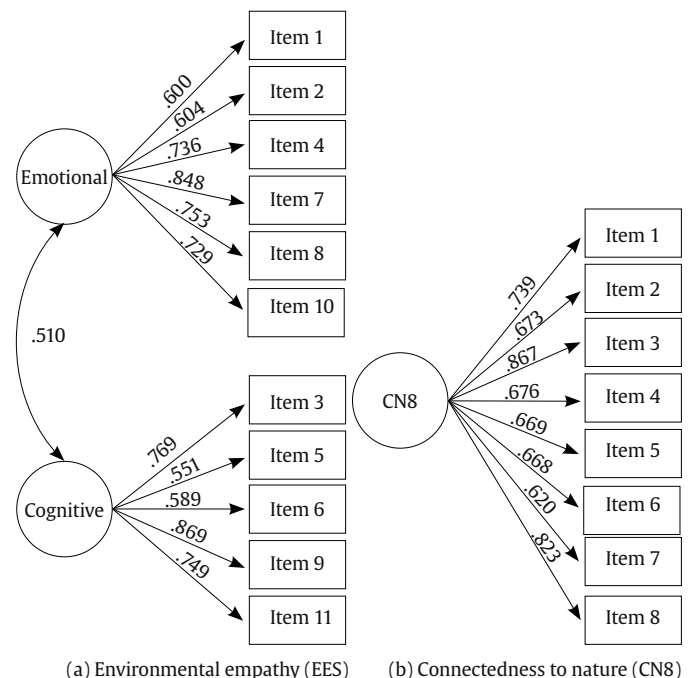 Item 1
.600
Item 2
.604
Item 4
.736
Emotional
.848
Item 7
.753
Item 8
.729
Item 10
.510
Item 3
.769
Item 5
.551
.589
Item 6
Cognitive
.869
Item 9
.749
Item 11
(a) Environmental empathy (EES)
Item 1
.739
Item 2
.673
Item 3
.867
CN8
.676
Item 4
.669
Item 5
.668
Item 6
.620
Item 7
.823
Item 8
(b) Connectedness to nature (CN8)